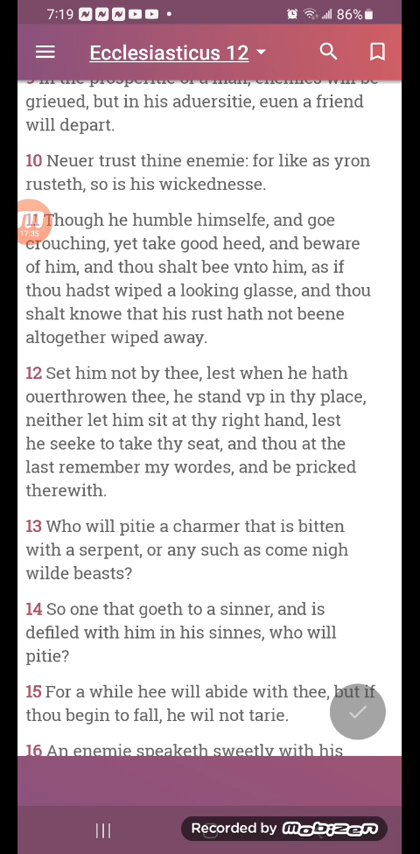 7:19
86%
Ecclesiasticus 12
grieued, but in his aduersitie, euen a friend
will depart.
10 Neuer trust thine enemie: for like as yron
rusteth, so is his wickednesse.
11 Though he humble himselfe, and goe
crouching, yet take good heed, and beware
17:35
of him, and thou shalt bee vnto him, as if
thou hadst wiped a looking glasse, and thou
shalt knowe that his rust hath not beene
altogether wiped away.
12 Set him not by thee, lest when he hath
ouerthrowen thee, he stand vp in thy place,
neither let him sit at thy right hand, lest
he seeke to take thy seat, and thou at the
last remember my wordes, and be pricked
therewith.
13 Who will pitie a charmer that is bitten
with a serpent, or any such as come nigh
wilde beasts?
14 So one that goeth to a sinner, and is
defiled with him in his sinnes, who will
pitie?
15 For a while hee will abide with thee, but if
thou begin to fall, he wil not tarie.
16 An enemie speaketh sweetly with his
Recorded by mobizen